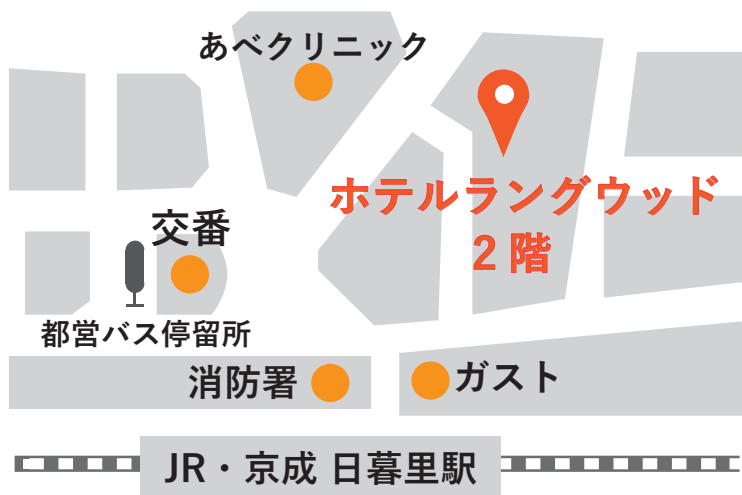 あべクリニック
ホテルラングウッド
2階
交番
都営バス停留所
消防署
ガスト
JR・京成 日暮里駅